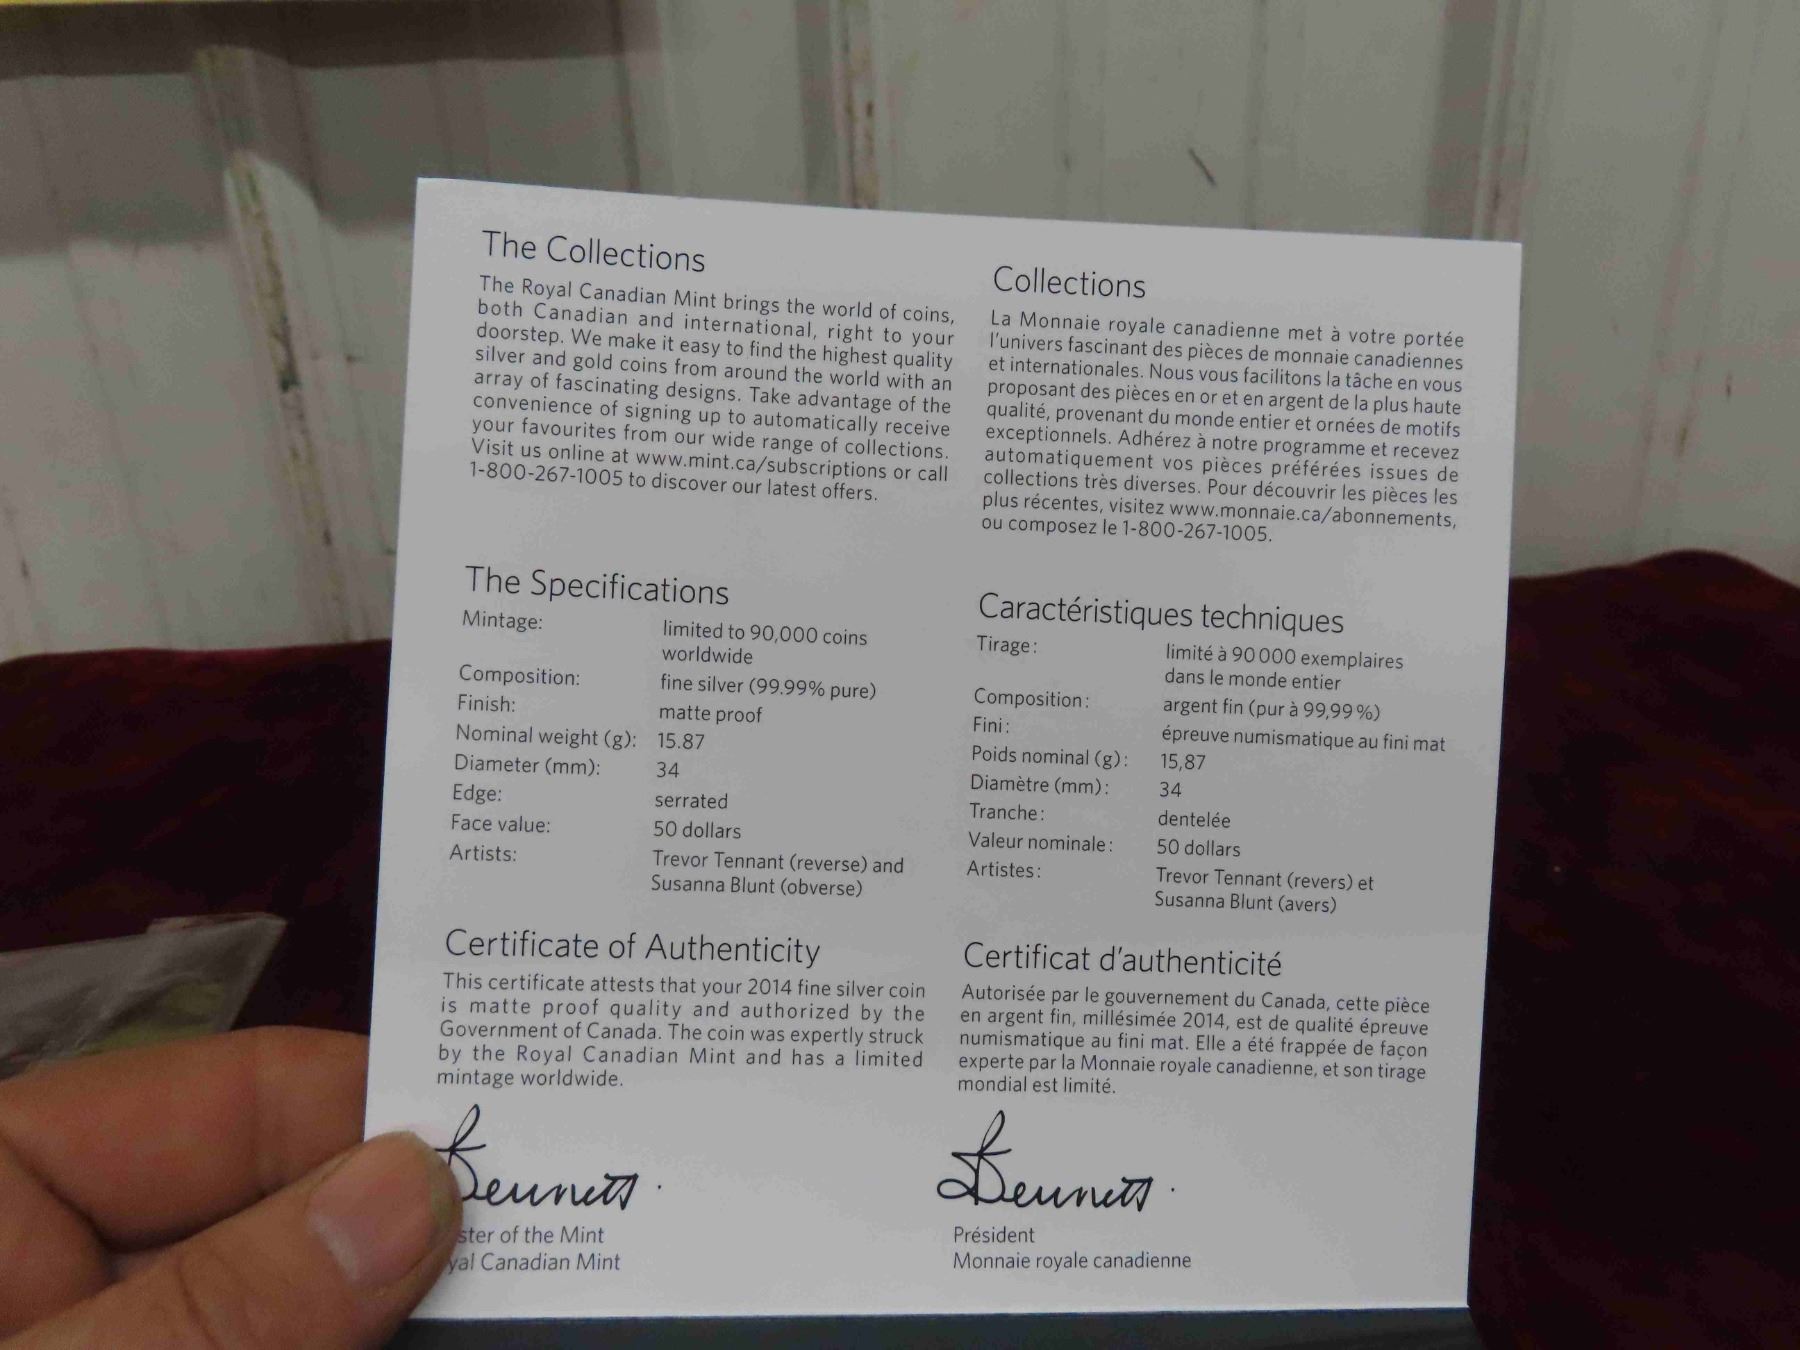 The Collections
The Royal Canadian Mint brings the world of coins,
both Canadian and international, right to your
doorstep. We make it easy to find the highest quality
silver and gold coins from around the world with an
array of fascinating designs. Take advantage of the
convenience of signing up to automatically receive
your favourites from our wide range of collections.
Visit us online at www.mint.ca/subscriptions or call
1-800-267-1005 to discover our latest offers.
The Specifications
Mintage: limited to 90,000 coins
worldwide
Composition: fine silver (99.99% pure)
Finish: matte proof
Nominal weight (g): 15.87
Diameter (mm): 34
Edge: serrated
Face value: 50 dollars
Artists: Trevor Tennant (reverse) and
Susanna Blunt (obverse)
Certificate of Authenticity
This certificate attests that your 2014 fine silver coin
is matte proof quality and authorized by the
Government of Canada. The coin was expertly struck
by the Royal Canadian Mint and has a limited
mintage worldwide.
Bennett
ster of the Mint
yal Canadian Mint
Collections
La Monnaie royale canadienne met à votre portée
l'univers fascinant des pièces de monnaie canadiennes
et internationales. Nous vous facilitons la tâche en vous
proposant des pièces en or et en argent de la plus haute
qualité, provenant du monde entier et ornées de motifs
exceptionnels. Adhérez à notre programme et recevez
automatiquement vos pièces préférées issues de
collections très diverses. Pour découvrir les pièces les
plus récentes, visitez www.monnaie.ca/abonnements,
ou composez le 1-800-267-1005.
Caractéristiques techniques
Tirage : limité à 90 000 exemplaires
dans le monde entier
Composition : argent fin (pur à 99,99 %)
Fini : épreuve numismatique au fini mat
Poids nominal (g) : 15,87
Diamètre (mm) : 34
Tranche : dentelée
Valeur nominale : 50 dollars
Artistes : Trevor Tennant (revers) et
Susanna Blunt (avers)
Certificat d'authenticité
Autorisée par le gouvernement du Canada, cette pièce
en argent fin, millésimée 2014, est de qualité épreuve
numismatique au fini mat. Elle a été frappée de façon
experte par la Monnaie royale canadienne, et son tirage
mondial est limité.
Bennett
Président
Monnaie royale canadienne